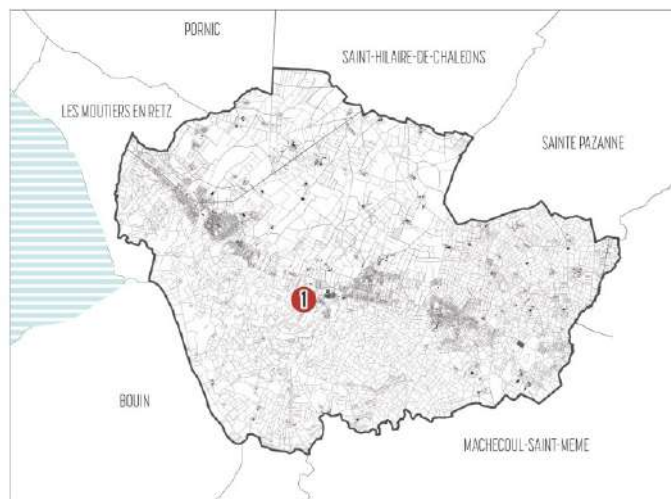 PORNIC
SAINT-HILAIRE-DE-CHALEONS
LES MOUTIERS EN RETZ
SAINTE PAZANNE
1
BOUIN
MACHECOUL-SAINT-MEME